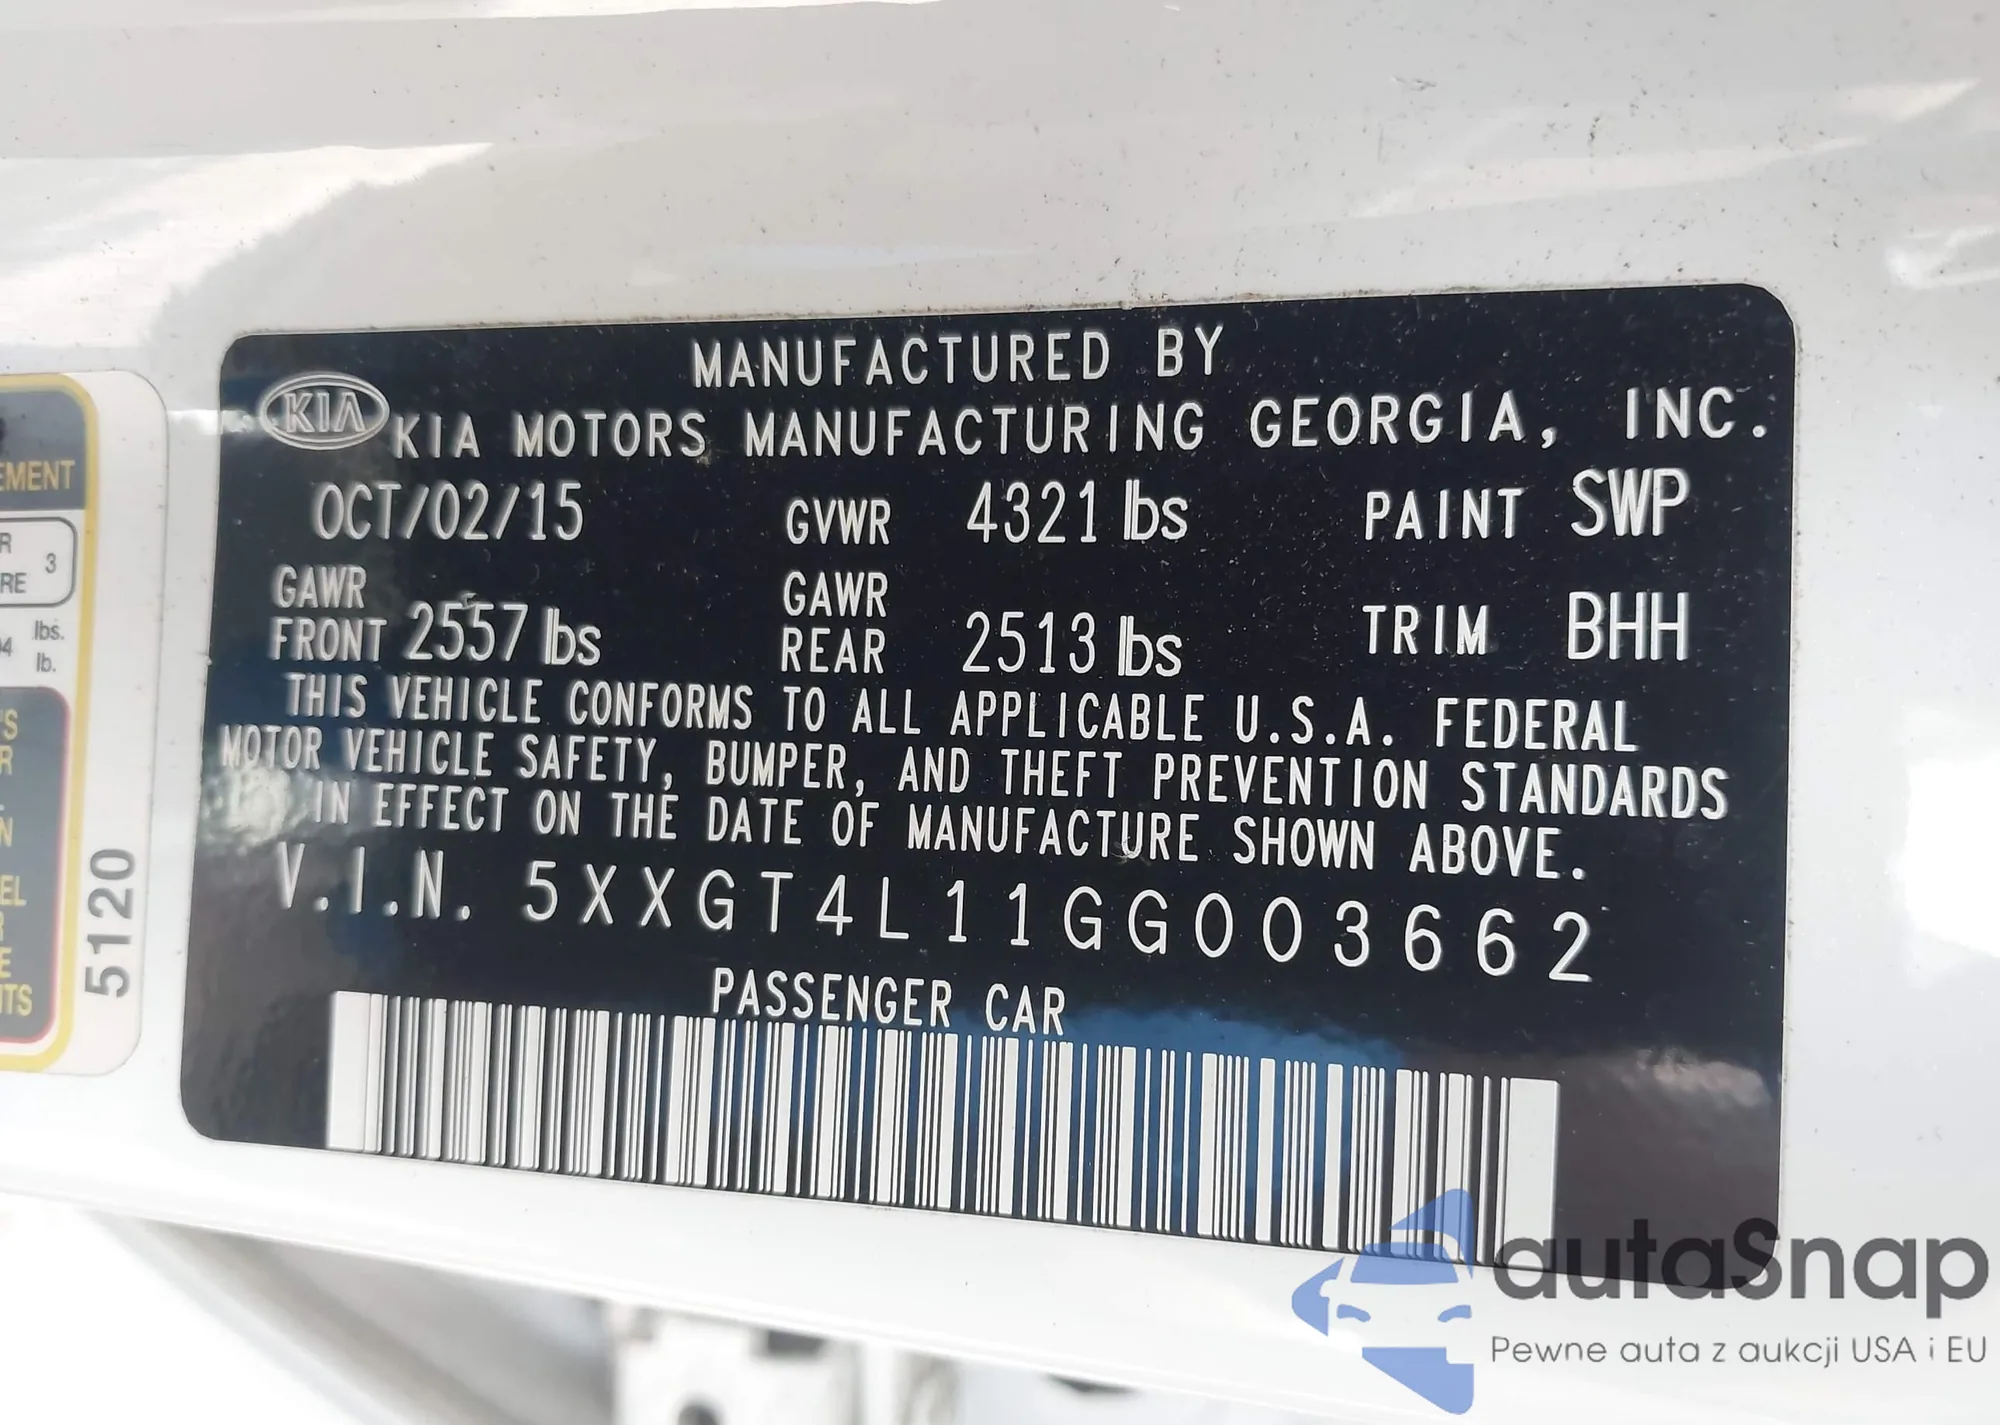 MANUFACTURED BY
KIA KIA MOTORS MANUFACTURING GEORGIA, INC.
OCT/02/15 GVWR 4321 lbs PAINT SWP
GAWR FRONT 2557 lbs GAWR REAR 2513 lbs TRIM BHH
THIS VEHICLE CONFORMS TO ALL APPLICABLE U.S.A. FEDERAL
MOTOR VEHICLE SAFETY, BUMPER, AND THEFT PREVENTION STANDARDS
IN EFFECT ON THE DATE OF MANUFACTURE SHOWN ABOVE.
V.I.N. 5XXGT4L11GG003662
PASSENGER CAR
5120
3
lbs.
lb.
autaSnap
Pewne auta z aukcji USA i EU